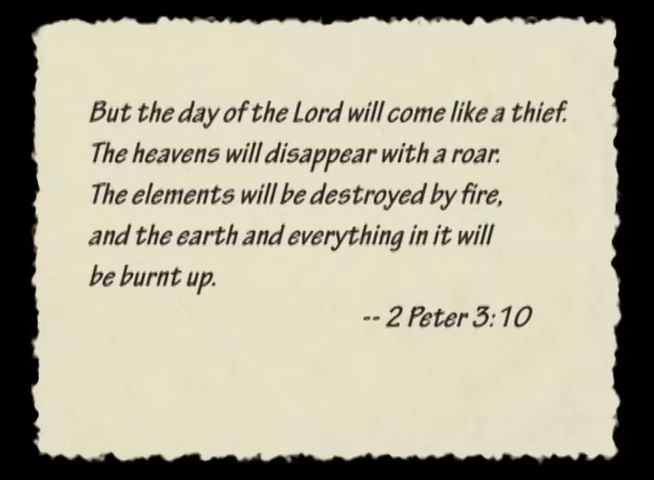 But the day of the Lord will come like a thief.
The heavens will disappear with a roar.
The elements will be destroyed by fire,
and the earth and everything in it will
be burnt up.
-- 2 Peter 3:10